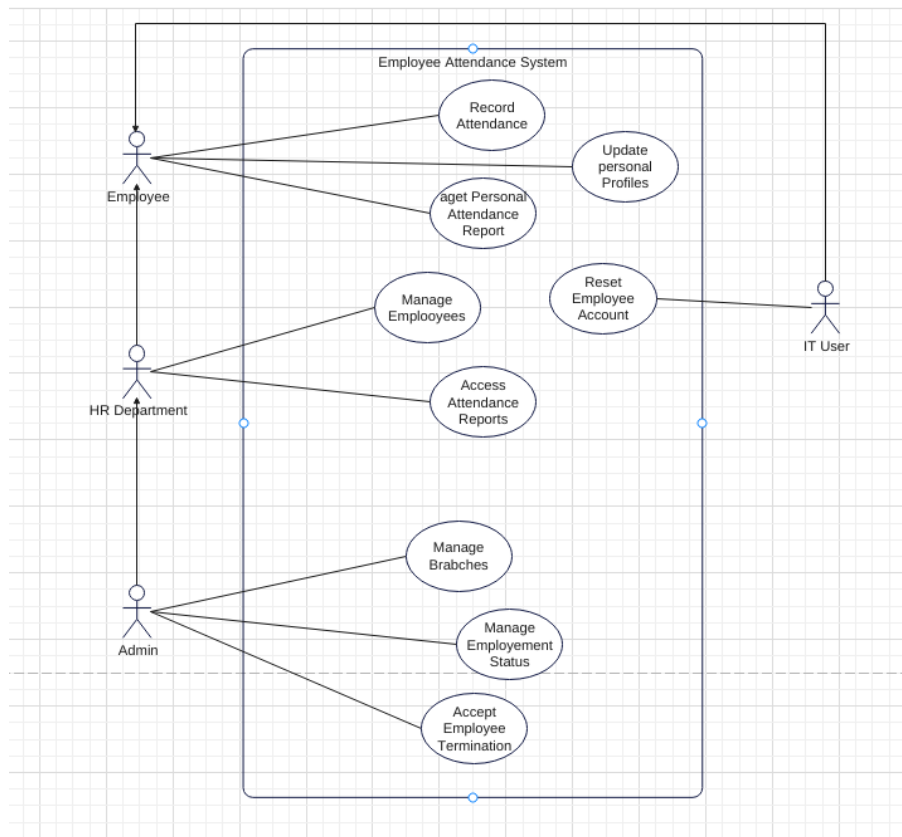 Employee Attendance System
Record
Attendance
Update
personal
Profiles
Employee
aget Personal
Attendance
Report
Manage
Emplooyees
Reset
Employee
Account
IT User
HR Department
Access
Attendance
Reports
Manage
Brabches
Admin
Manage
Employement
Status
Accept
Employee
Termination